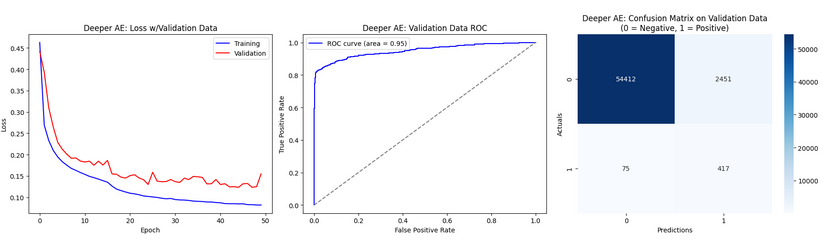 Deeper AE: Loss w/Validation Data
Loss
0.45
0.40
0.35
0.30
0.25
0.20
0.15
0.10
Training
Validation
0 10 20 30 40 50
Epoch
Deeper AE: Validation Data ROC
True Positive Rate
1.0
0.8
0.6
0.4
0.2
0.0
ROC curve (area = 0.95)
0.0 0.2 0.4 0.6 0.8 1.0
False Positive Rate
Deeper AE: Confusion Matrix on Validation Data
(0 = Negative, 1 = Positive)
Actuals
0
1
54412 2451
75 417
0 1
Predictions
50000
40000
30000
20000
10000